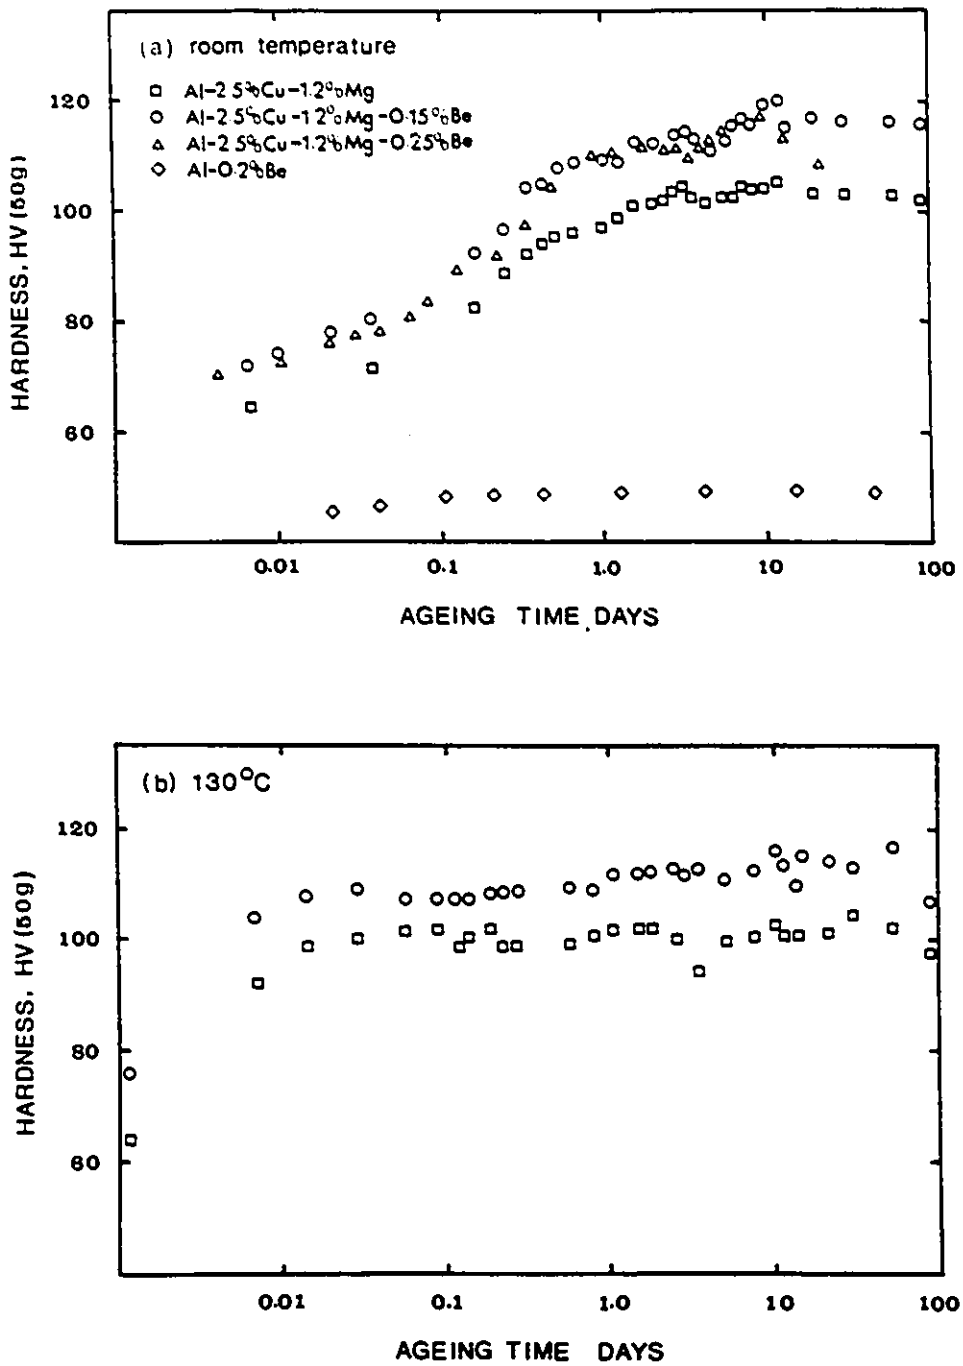 (a) room temperature
Al-2.5%Cu-1.2%Mg
Al-2.5%Cu-1.2%Mg-0.15%Be
Al-2.5%Cu-1.2%Mg-0.25%Be
Al-0.2%Be
120
100
80
60
HARDNESS, HV(50g)
0.01 0.1 1.0 10 100
AGEING TIME, DAYS
(b) 130°C
120
100
80
60
HARDNESS, HV(50g)
0.01 0.1 1.0 10 100
AGEING TIME DAYS